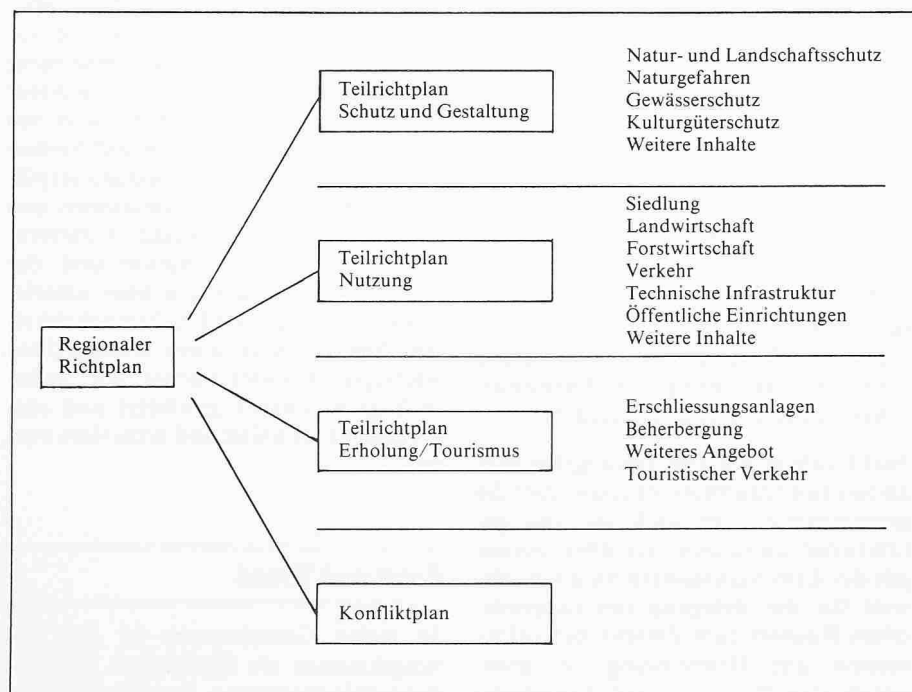 Regionaler
Richtplan
Teilrichtplan
Schutz und Gestaltung
Natur- und Landschaftsschutz
Naturgefahren
Gewässerschutz
Kulturgüterschutz
Weitere Inhalte
Teilrichtplan
Nutzung
Siedlung
Landwirtschaft
Forstwirtschaft
Verkehr
Technische Infrastruktur
Öffentliche Einrichtungen
Weitere Inhalte
Teilrichtplan
Erholung/Tourismus
Erschliessungsanlagen
Beherbergung
Weiteres Angebot
Touristischer Verkehr
Konfliktplan